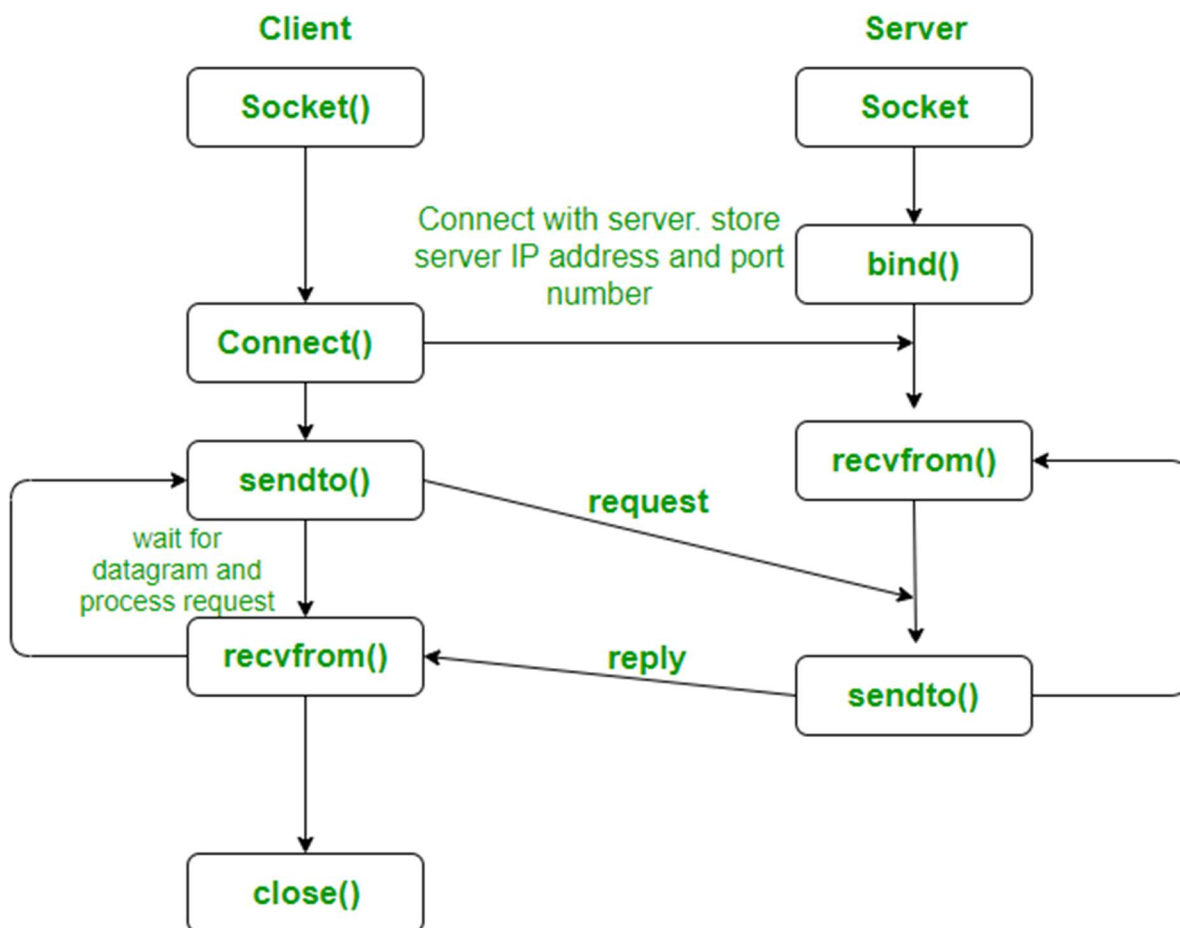 Client
Server
Socket()
Socket
Connect with server. store
server IP address and port
number
bind()
Connect()
sendto()
recvfrom()
request
wait for
datagram and
process request
recvfrom()
reply
sendto()
close()